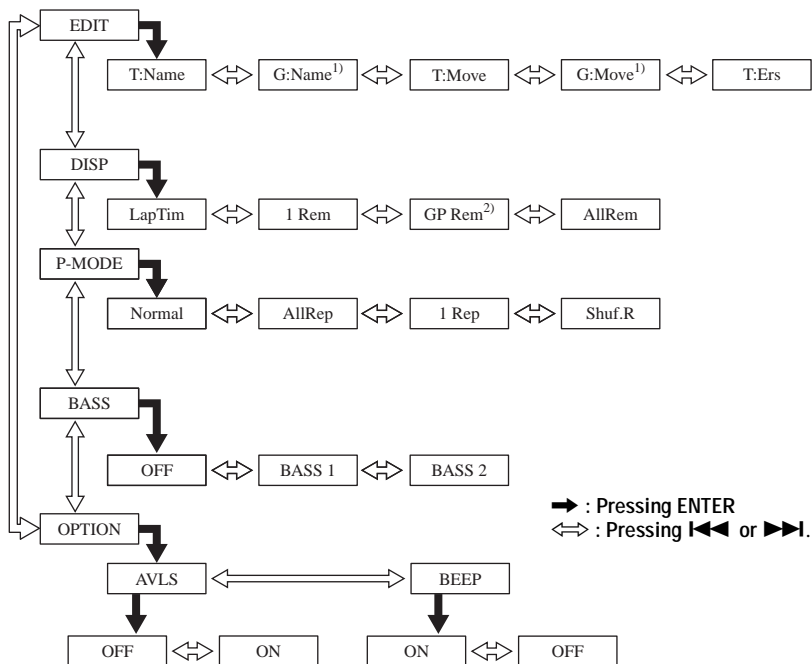 EDIT
T:Name G:Name1) T:Move G:Move1) T:Ers
DISP
LapTim 1 Rem GP Rem2) AllRem
P-MODE
Normal AllRep 1 Rep Shuf.R
BASS
OFF BASS 1 BASS 2
: Pressing ENTER
OPTION
: Pressing or .
AVLS BEEP
OFF ON ON OFF